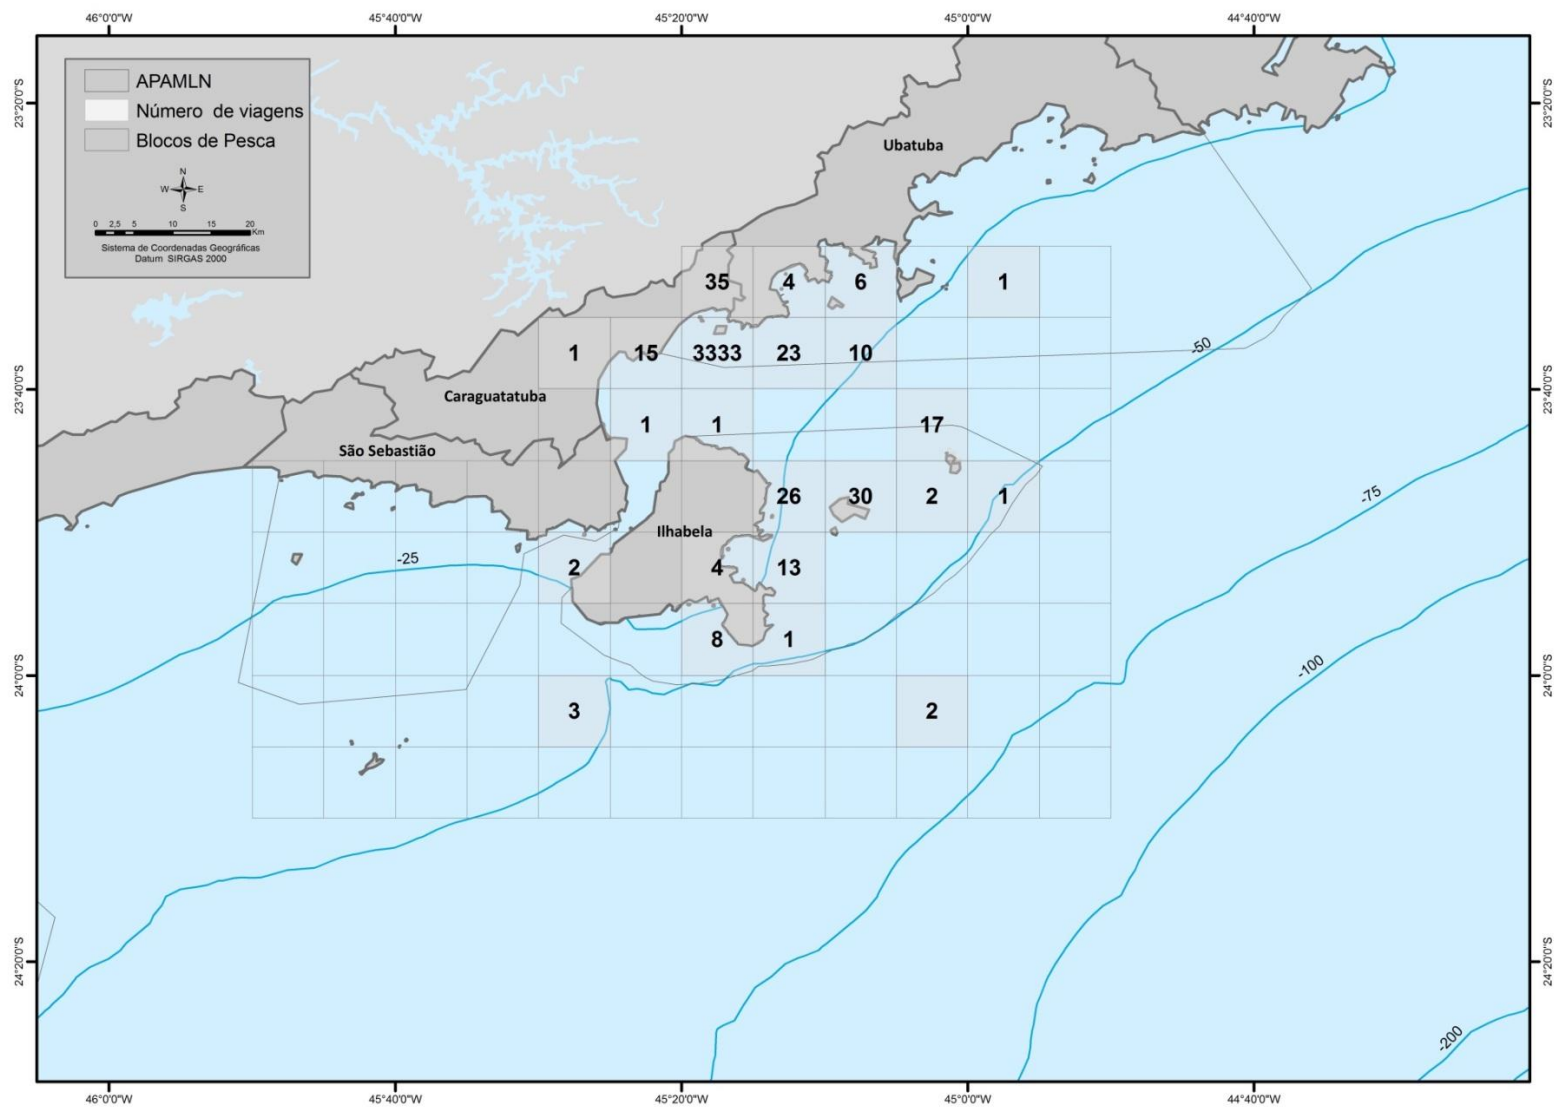 46°0'0"W 45°40'0"W 45°20'0"W 45°0'0"W 44°40'0"W
23°20'0"S 23°20'0"S
APAMLN
Número de viagens
Blocos de Pesca
N
W E
S
0 2,5 5 10 15 20
Km
Sistema de Coordenadas Geográficas
Datum SIRGAS 2000
Ubatuba
35 4 6 1
1 15 3333 23 10
-50
23°40'0"S 23°40'0"S
Caraguatatuba
1 1 17
São Sebastião
26 30 2 1
-75
Ilhabela
-25
2 4 13
8 1
-100
24°0'0"S 24°0'0"S
3 2
24°20'0"S 24°20'0"S
-200
46°0'0"W 45°40'0"W 45°20'0"W 45°0'0"W 44°40'0"W